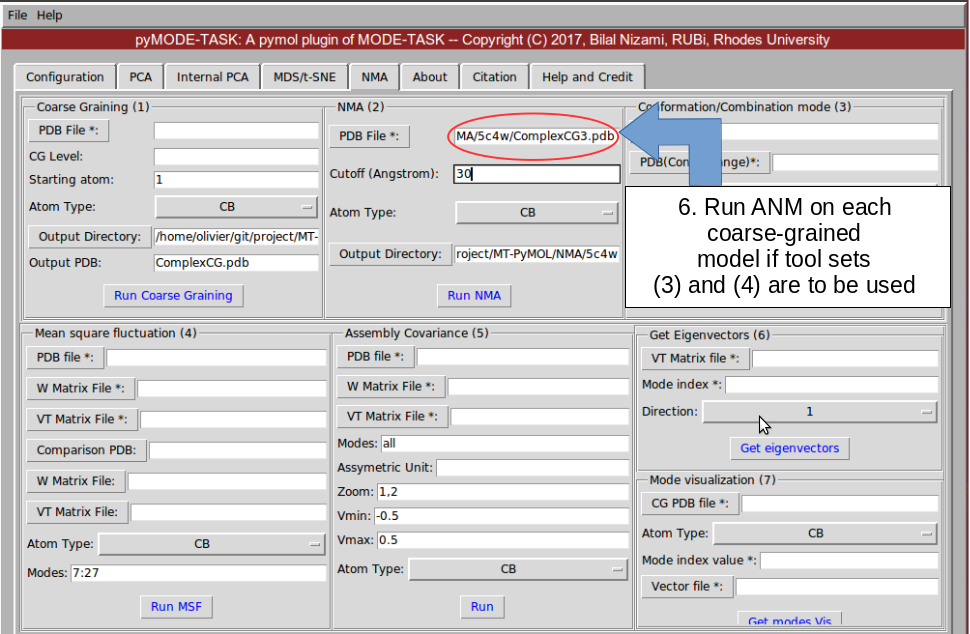 File Help
pyMODE-TASK: A pymol plugin of MODE-TASK -- Copyright (C) 2017, Bilal Nizami, RUBi, Rhodes University
Configuration PCA Internal PCA MDS/t-SNE NMA About Citation Help and Credit
Coarse Graining (1)
PDB File *:
CG Level:
Starting atom: 1
Atom Type: CB
Output Directory: /home/olivier/git/project/MT-
Output PDB: ComplexCG.pdb
Run Coarse Graining
NMA (2)
PDB File *: MA/5c4w/ComplexCG3.pdb
Cutoff (Angstrom): 30
Atom Type: CB
Output Directory: roject/MT-PyMOL/NMA/5c4w
Run NMA
Conformation/Combination mode (3)
6. Run ANM on each
coarse-grained
model if tool sets
(3) and (4) are to be used
Mean square fluctuation (4)
PDB file *:
W Matrix File *:
VT Matrix File *:
Comparison PDB:
W Matrix File:
VT Matrix File:
Atom Type: CB
Modes: 7:27
Run MSF
Assembly Covariance (5)
PDB file *:
W Matrix File *:
VT Matrix File *:
Modes: all
Assymetric Unit:
Zoom: 1,2
Vmin: -0.5
Vmax: 0.5
Atom Type: CB
Run
Get Eigenvectors (6)
VT Matrix file *:
Mode index *:
Direction: 1
Get eigenvectors
Mode visualization (7)
CG PDB file *:
Atom Type: CB
Mode index value *:
Vector file *:
Get modes Vis